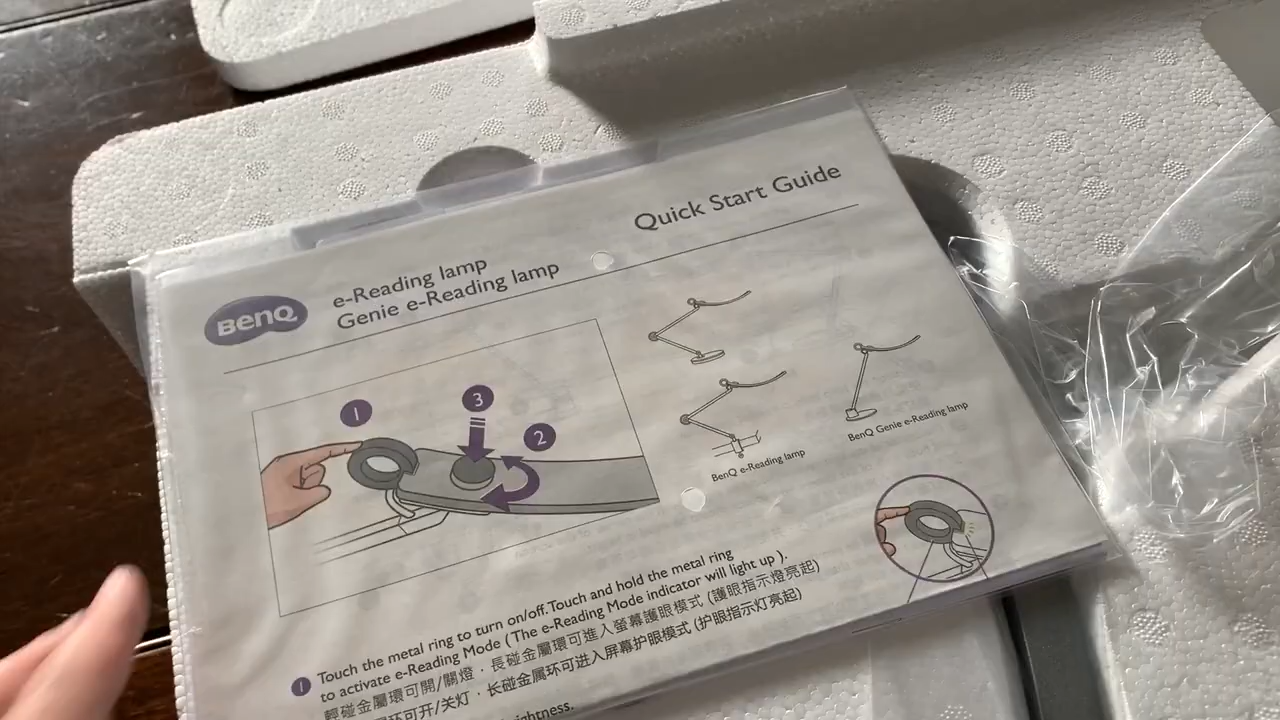 Quick Start Guide
BenQ
e-Reading lamp
Genie e-Reading lamp
1
3
2
BenQ e-Reading lamp
BenQ Genie e-Reading lamp
1 Touch the metal ring to turn on/off. Touch and hold the metal ring
to activate e-Reading Mode ( The e-Reading Mode indicator will light up ).
輕碰金屬環可開/關燈，長碰金屬環可進入螢幕護眼模式 (護眼指示燈亮起)
环可开/关灯，长碰金属环可进入屏幕护眼模式 (护眼指示灯亮起)
brightness.